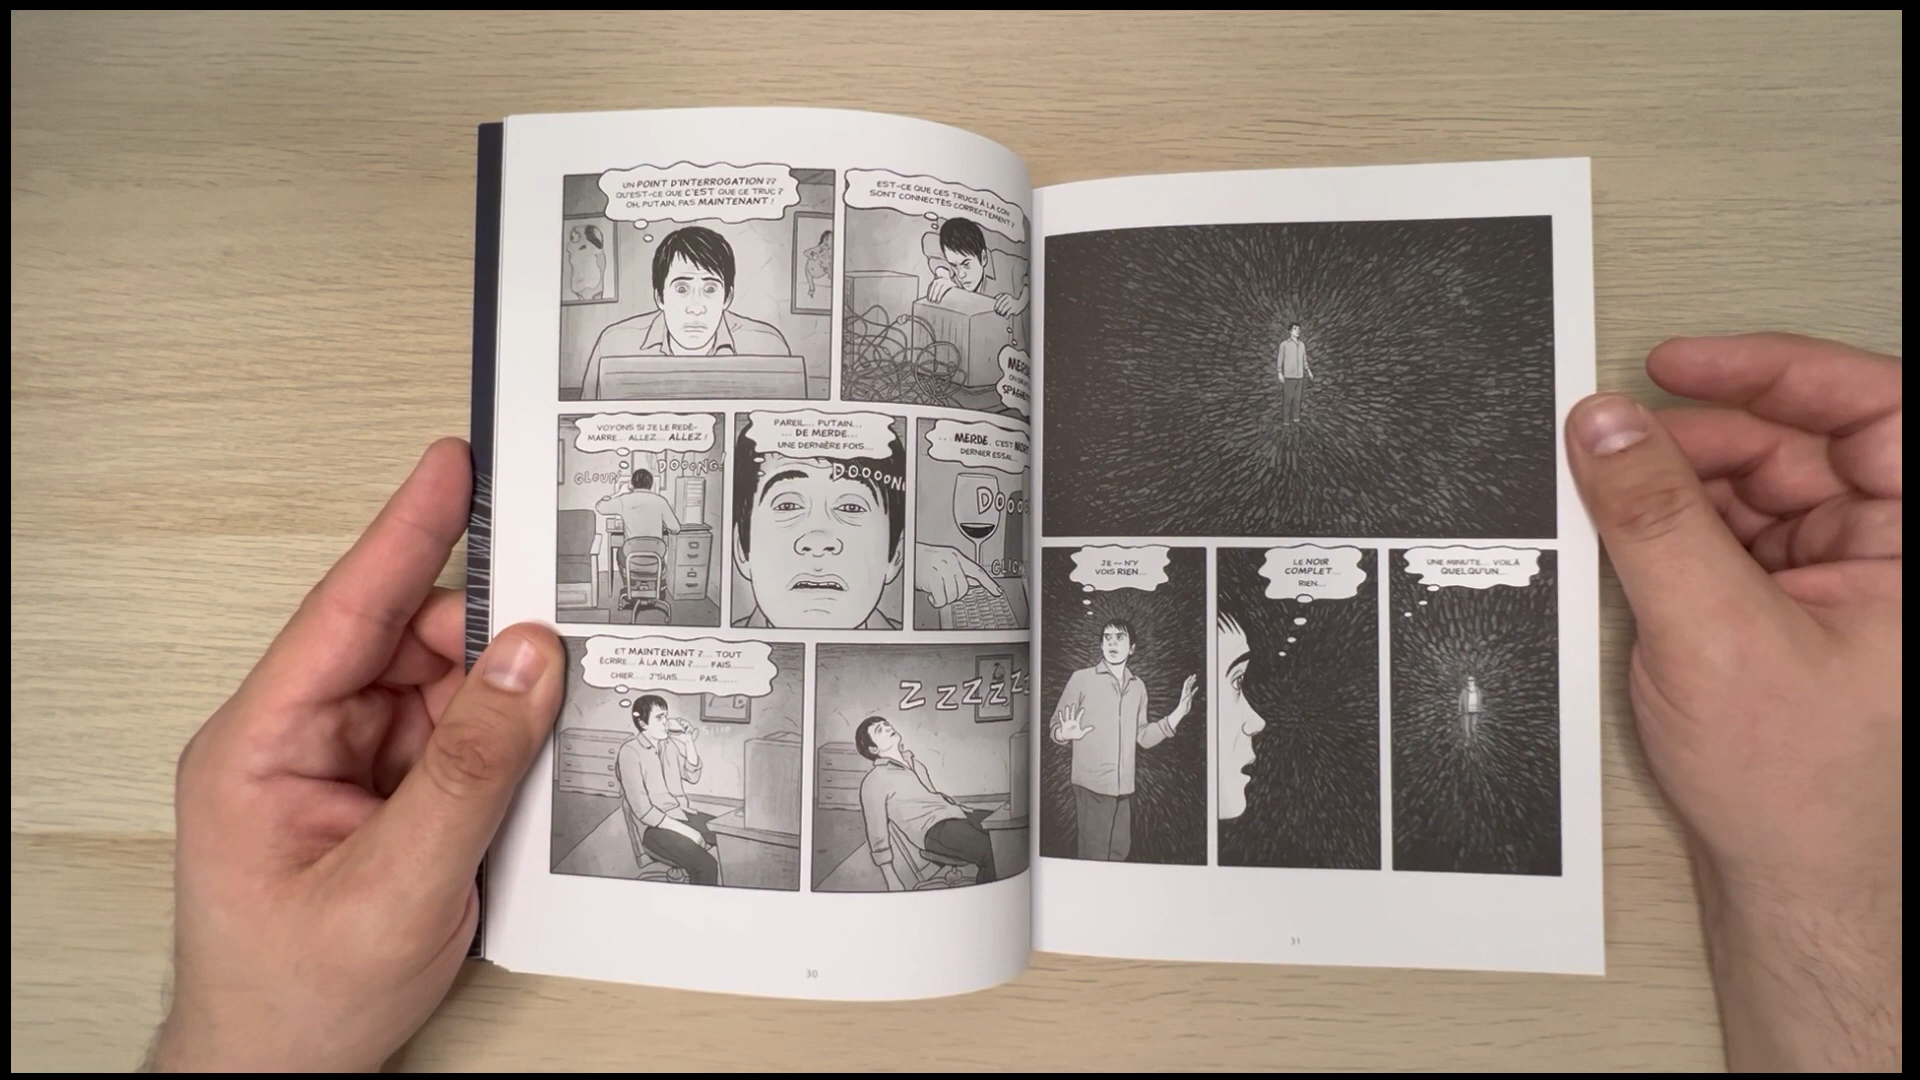 UN POINT D'INTERROGATION ??
QU'EST-CE QUE C'EST QUE CE TRUC ?
OH, PUTAIN, PAS MAINTENANT !
EST-CE QUE CES TRUCS À LA CON
SONT CONNECTÉS CORRECTEMENT ?
VOYONS SI JE LE REDÉ-
MARRE... ALLEZ... ALLEZ !
GLOUP
DOOONG!
PAREIL... PUTAIN...
... DE MERDE...
UNE DERNIÈRE FOIS...
... MERDE. C'EST
DERNIER ESSAI...
ET MAINTENANT ?... TOUT
ÉCRIRE... À LA MAIN ?...... FAIS........
CHIER..... J'SUIS....... PAS.......
SLUP
Z Z Z Z Z Z
30
JE — N'Y
VOIS RIEN...
LE NOIR
COMPLET...
RIEN...
UNE MINUTE... VOILÀ
QUELQU'UN...
31